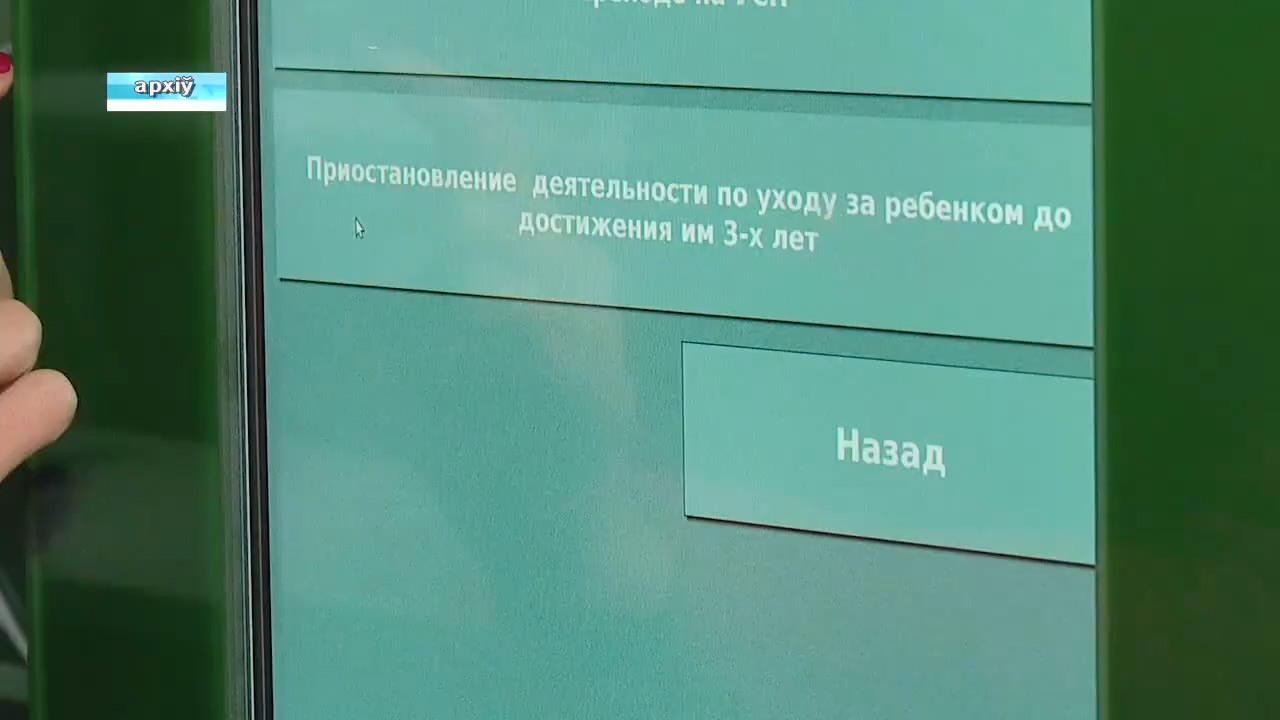 архіў
Приостановление деятельности по уходу за ребенком до
достижения им 3-х лет
Назад